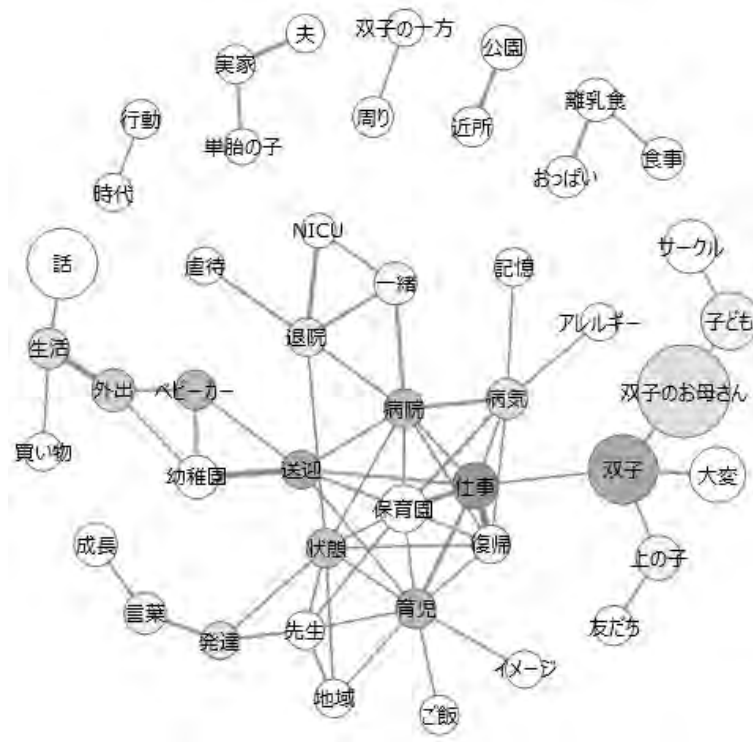 夫
双子の一方
公園
実家
離乳食
行動
周り
近所
単胎の子
食事
おっぱい
時代
NICU
サークル
話
虐待
一緒
記憶
子ども
退院
アレルギー
生活
外出
ベビーカー
病院
病気
双子のお母さん
買い物
幼稚園
送迎
仕事
双子
大変
保育園
成長
状態
復帰
上の子
言葉
発達
先生
育児
友だち
地域
イメージ
ご飯